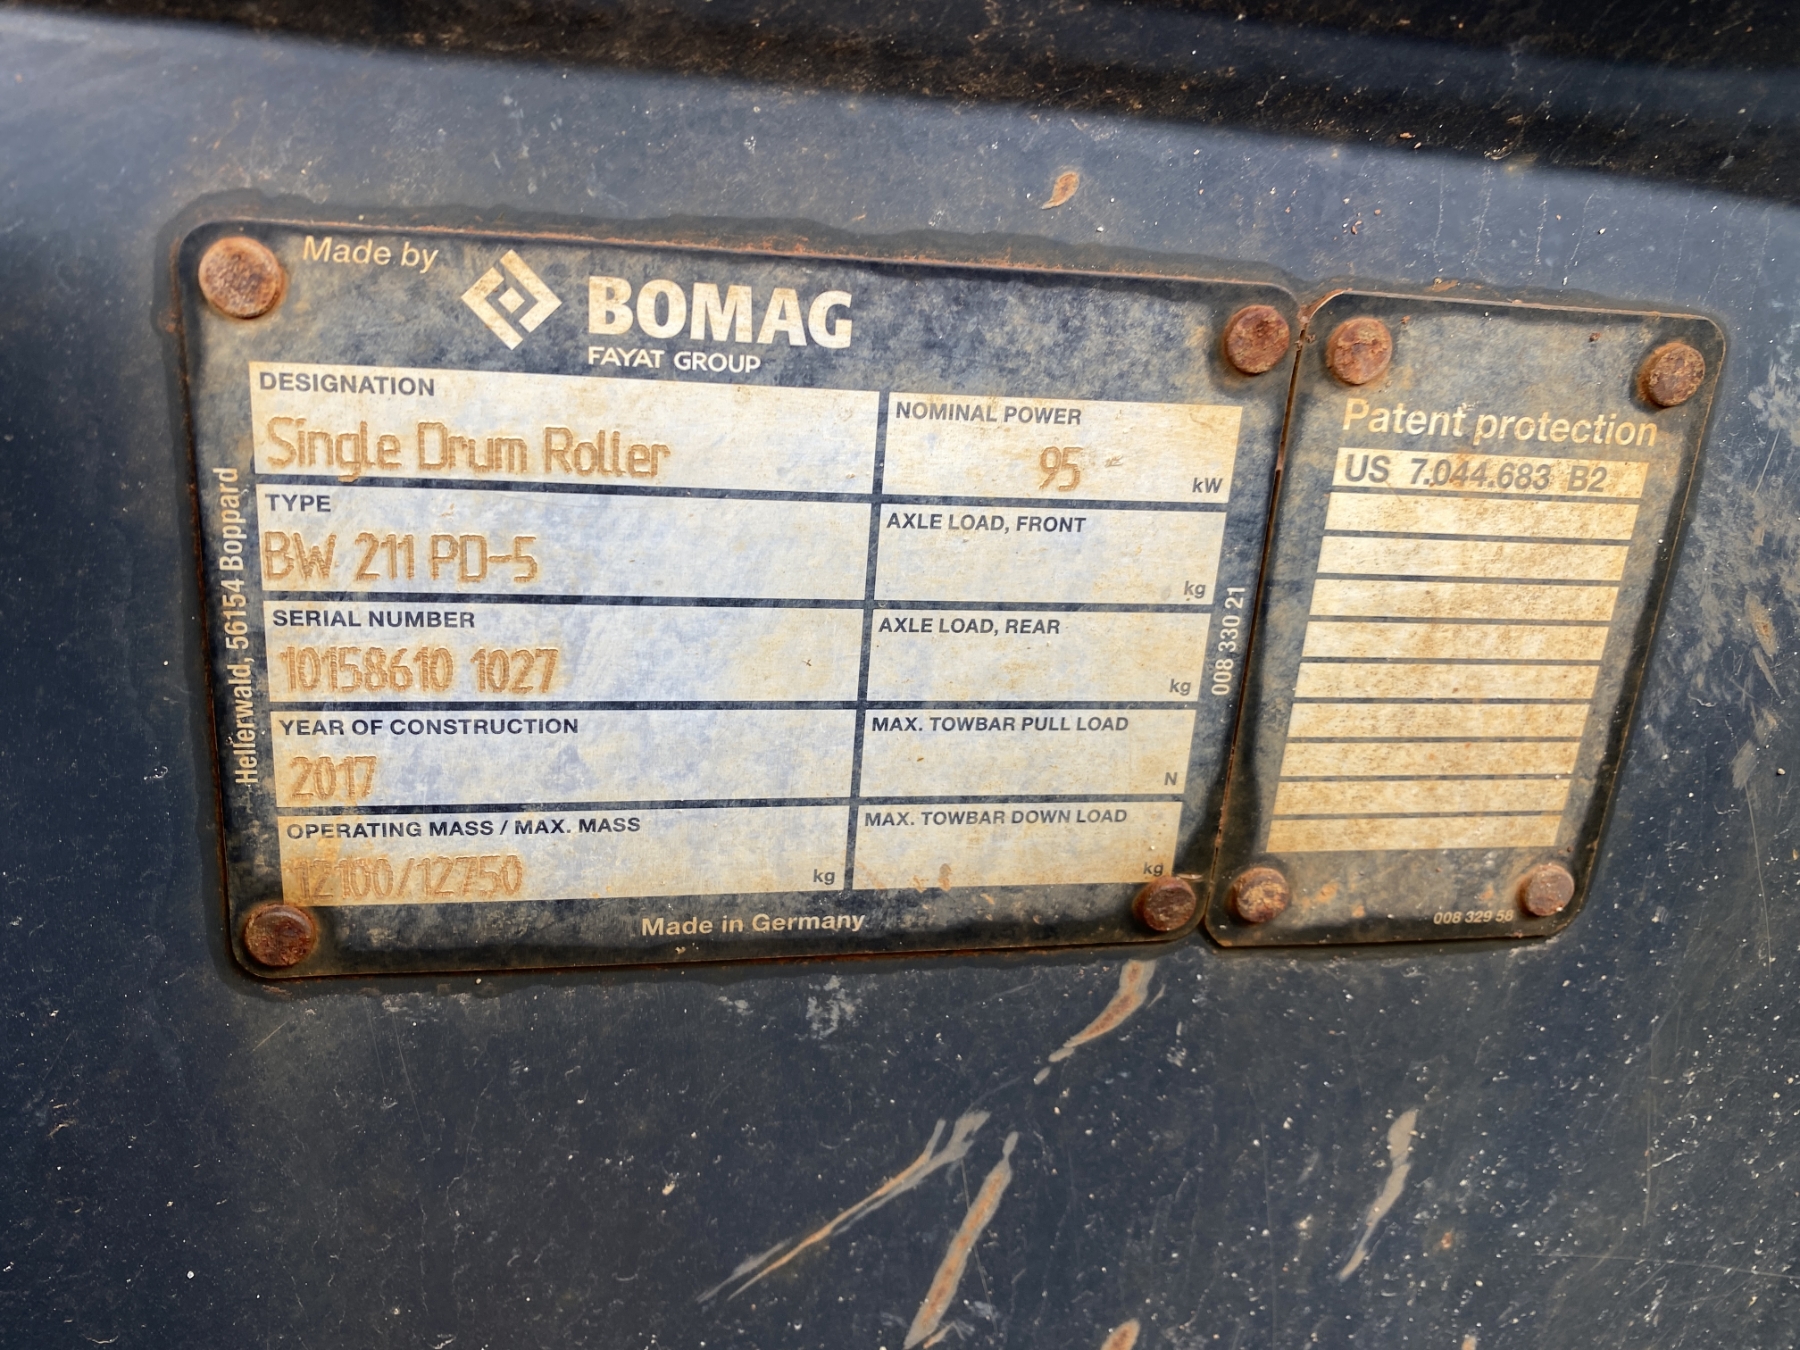 Made by
BOMAG
FAYAT GROUP
DESIGNATION
Single Drum Roller
NOMINAL POWER
95
kW
TYPE
BW 211 PD-5
AXLE LOAD, FRONT
kg
SERIAL NUMBER
10158610 1027
AXLE LOAD, REAR
kg
YEAR OF CONSTRUCTION
2017
MAX. TOWBAR PULL LOAD
N
OPERATING MASS / MAX. MASS
12100/12750
kg
MAX. TOWBAR DOWN LOAD
kg
Made in Germany
Hellerwald, 56154 Boppard
008 330 21
Patent protection
US 7.044.683 B2
008 329 56